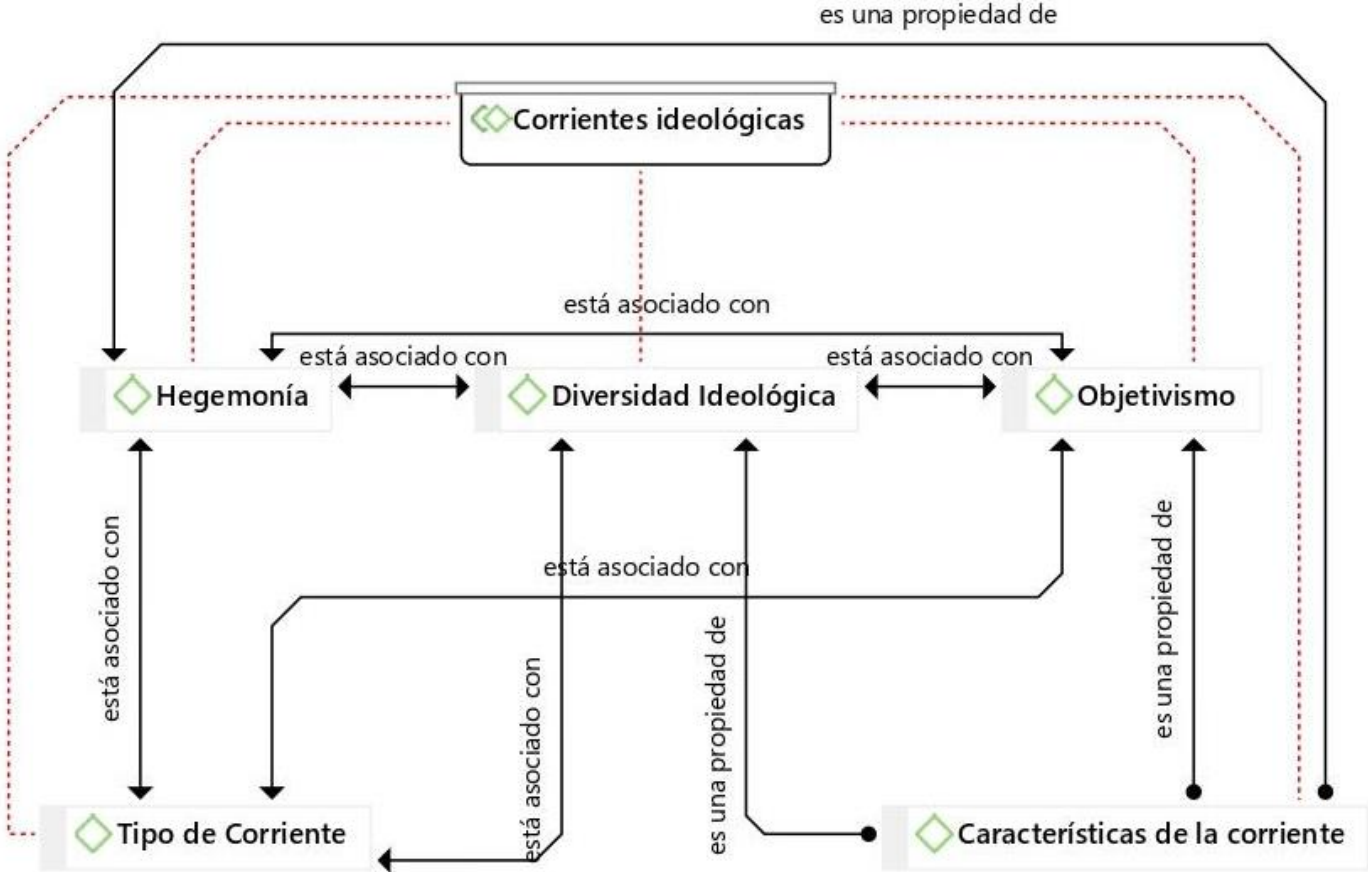 es una propiedad de
Corrientes ideológicas
está asociado con
está asociado con
está asociado con
Hegemonía
Diversidad Ideológica
Objetivismo
está asociado con
está asociado con
está asociado con
es una propiedad de
es una propiedad de
Tipo de Corriente
Características de la corriente